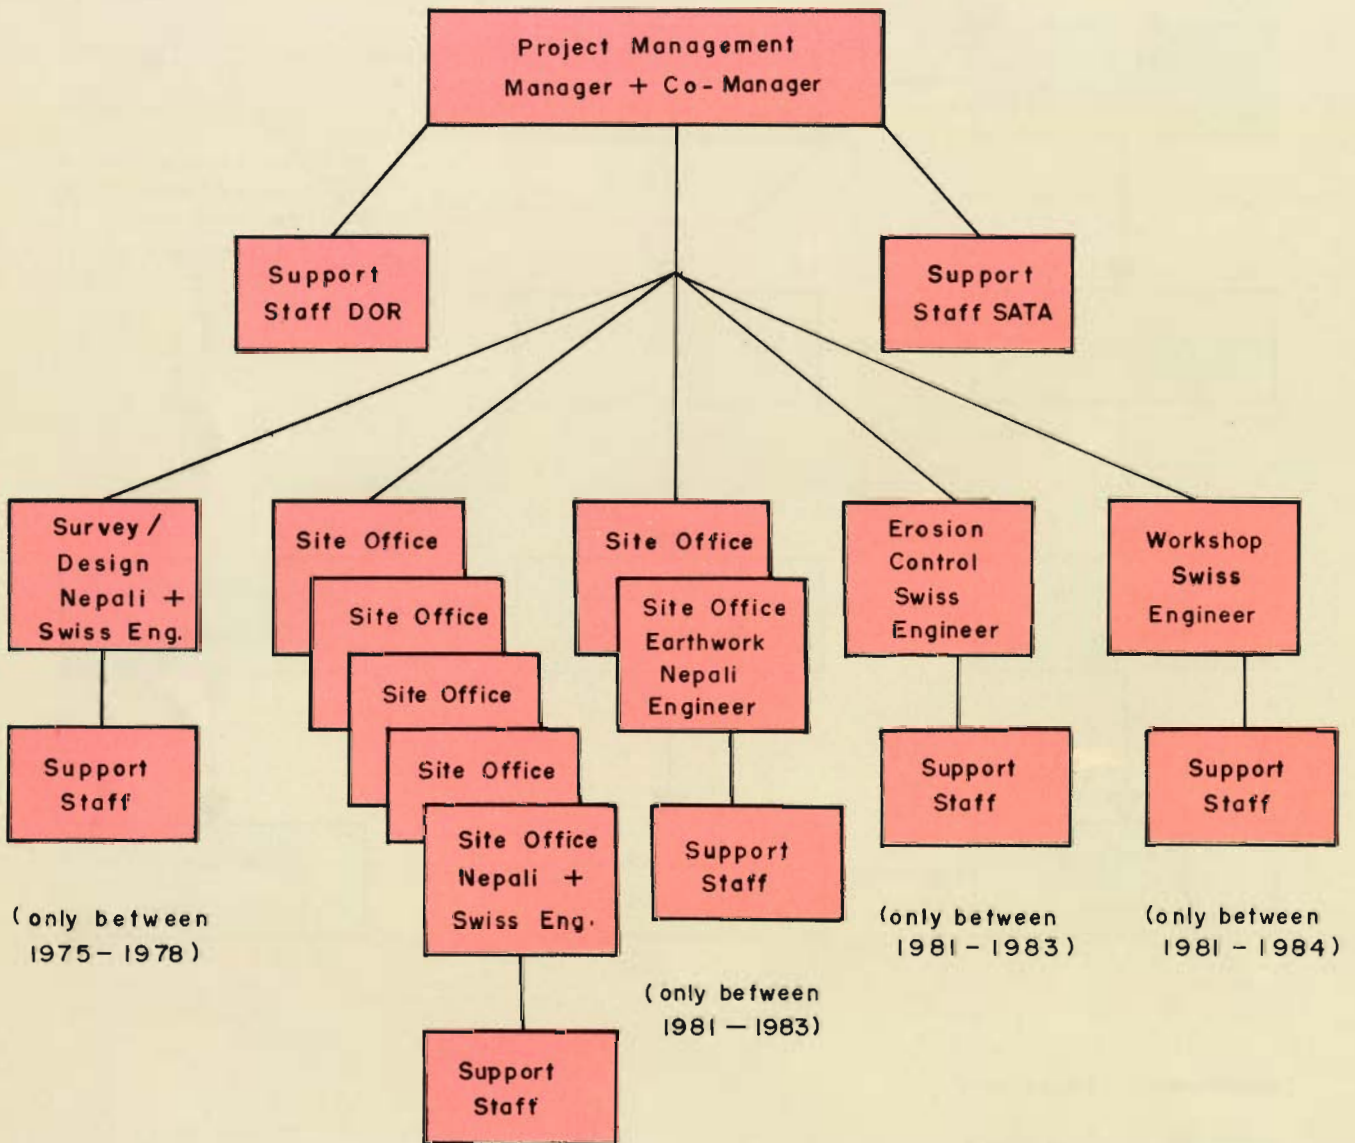 Project Management
Manager + Co-Manager
Support
Staff DOR
Support
Staff SATA
Survey /
Design
Nepali +
Swiss Eng.
Support
Staff
(only between
1975 - 1978)
Site Office
Site Office
Site Office
Site Office
Site Office
Nepali +
Swiss Eng.
Support
Staff
Site Office
Site Office
Earthwork
Nepali
Engineer
Support
Staff
(only between
1981 - 1983)
Erosion
Control
Swiss
Engineer
Support
Staff
(only between
1981 - 1983)
Workshop
Swiss
Engineer
Support
Staff
(only between
1981 - 1984)